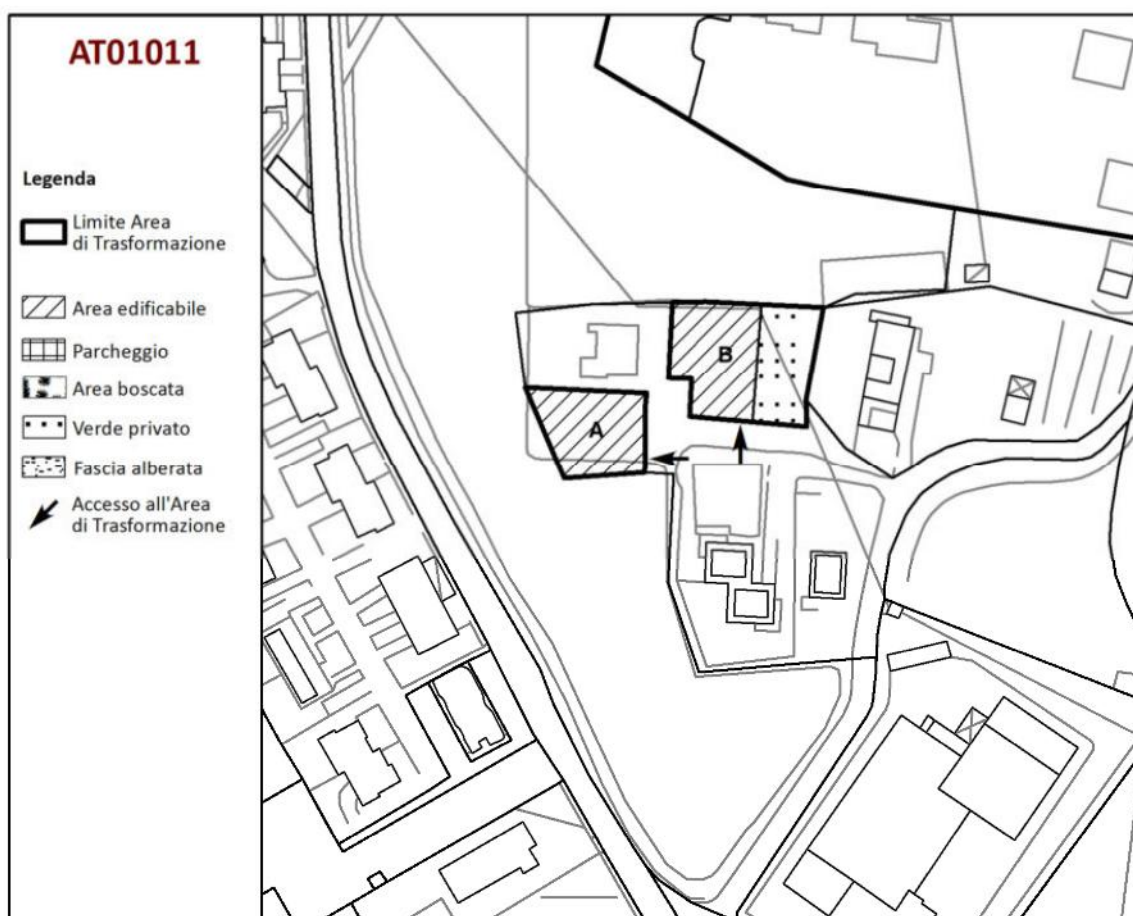 AT01011
Legenda
Limite Area
di Trasformazione
Area edificabile
Parcheggio
Area boscata
Verde privato
Fascia alberata
Accesso all'Area
di Trasformazione
B
A